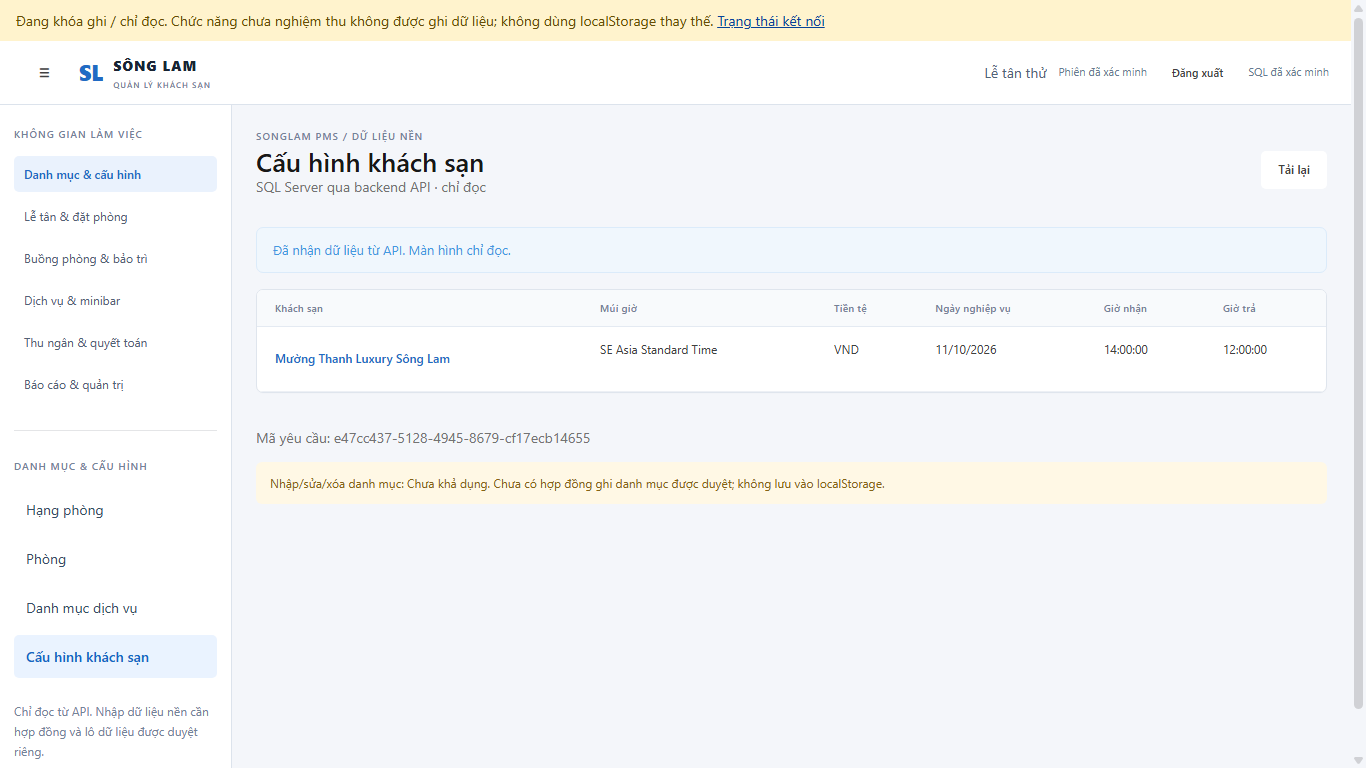 Đang khóa ghi / chỉ đọc. Chức năng chưa nghiệm thu không được ghi dữ liệu; không dùng localStorage thay thế. Trạng thái kết nối
☰ SL SÔNG LAM
QUẢN LÝ KHÁCH SẠN
Lễ tân thử Phiên đã xác minh Đăng xuất SQL đã xác minh
KHÔNG GIAN LÀM VIỆC
Danh mục & cấu hình
Lễ tân & đặt phòng
Buồng phòng & bảo trì
Dịch vụ & minibar
Thu ngân & quyết toán
Báo cáo & quản trị
DANH MỤC & CẤU HÌNH
Hạng phòng
Phòng
Danh mục dịch vụ
Cấu hình khách sạn
Chỉ đọc từ API. Nhập dữ liệu nền cần
hợp đồng và lô dữ liệu được duyệt
riêng.
SONGLAM PMS / DỮ LIỆU NỀN
Cấu hình khách sạn
SQL Server qua backend API · chỉ đọc
Tải lại
Đã nhận dữ liệu từ API. Màn hình chỉ đọc.
Khách sạn Múi giờ Tiền tệ Ngày nghiệp vụ Giờ nhận Giờ trả
Mường Thanh Luxury Sông Lam SE Asia Standard Time VND 11/10/2026 14:00:00 12:00:00
Mã yêu cầu: e47cc437-5128-4945-8679-cf17ecb14655
Nhập/sửa/xóa danh mục: Chưa khả dụng. Chưa có hợp đồng ghi danh mục được duyệt; không lưu vào localStorage.